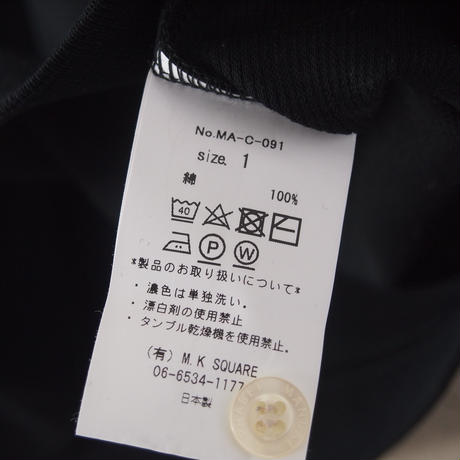 No.MA-C-091
size. 1
綿 100%
40
P W
*製品のお取り扱いについて*
・濃色は単独洗い。
・漂白剤の使用禁止
・タンブル乾燥機を使用禁止
(有) M.K SQUARE
06-6534-1177
日本製